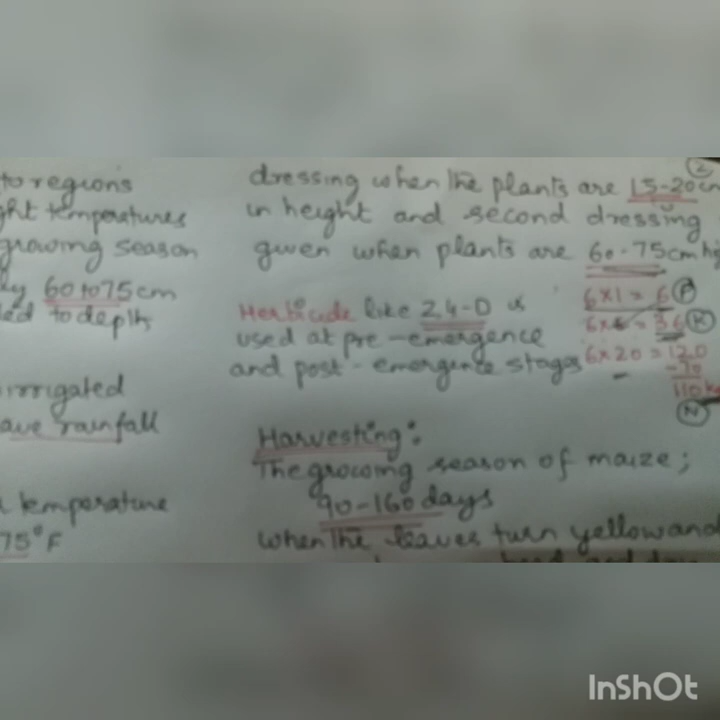 to regions
ght temperatures
growing season
ly 60 to 75 cm
ded to depth
irrigated
ave rainfall
temperature
75°F
dressing when the plants are 15-20 cm
in height and second dressing
given when plants are 60-75 cm
Herbicide like 2,4-D is
used at pre-emergence
and post-emergence stages
6x1 = 6 P
= 36 K
6x20 = 120
110 k
N
Harvesting:
The growing season of maize;
90-160 days
when the leaves turn yellow and
InShOt